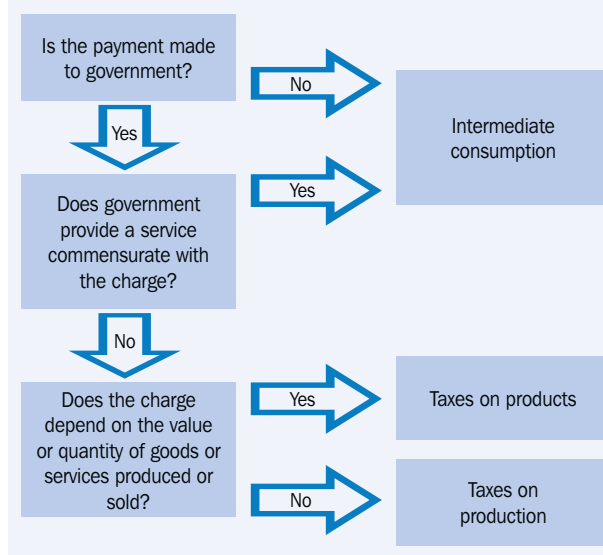 Is the payment made
to government?
No
Intermediate
consumption
Yes
Yes
Does government
provide a service
commensurate with
the charge?
No
Does the charge
depend on the value
or quantity of goods or
services produced or
sold?
Yes
Taxes on products
No
Taxes on
production